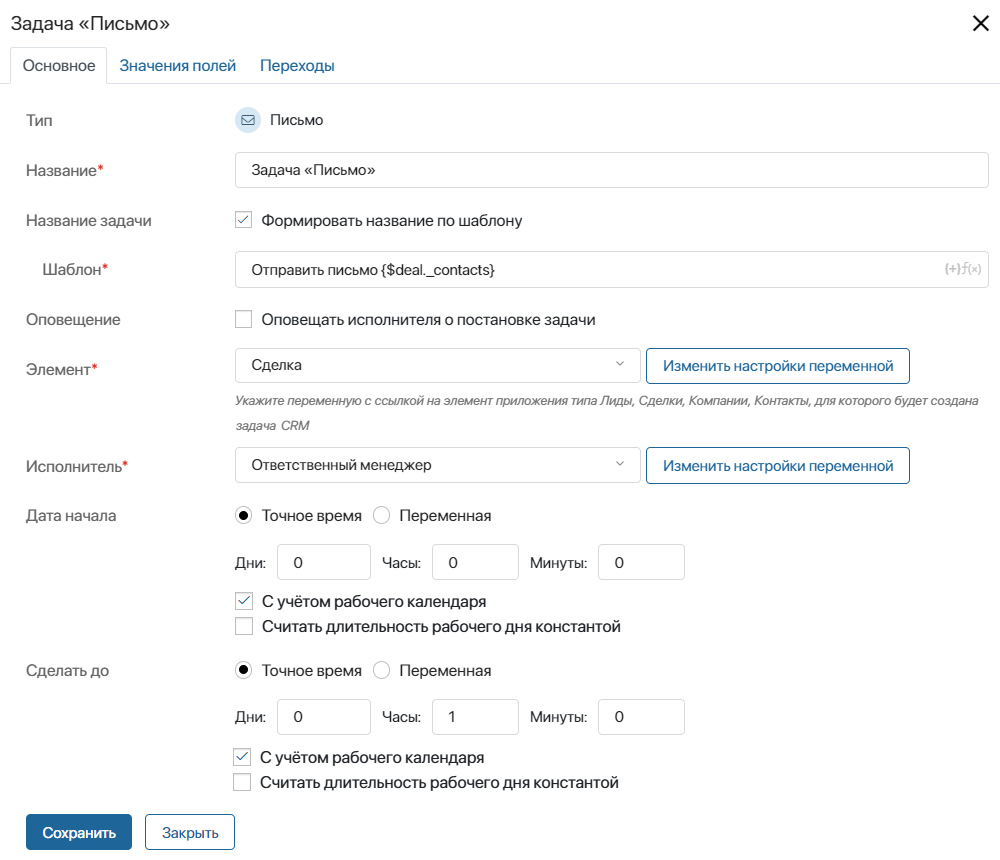 Задача «Письмо»
Основное Значения полей Переходы
Тип Письмо
Название* Задача «Письмо»
Название задачи Формировать название по шаблону
Шаблон* Отправить письмо {$deal._contacts} {+}ƒ(×)
Оповещение Оповещать исполнителя о постановке задачи
Элемент* Сделка Изменить настройки переменной
Укажите переменную с ссылкой на элемент приложения типа Лиды, Сделки, Компании, Контакты, для которого будет создана
задача CRM
Исполнитель* Ответственный менеджер Изменить настройки переменной
Дата начала Точное время Переменная
Дни: 0 Часы: 0 Минуты: 0
С учётом рабочего календаря
Считать длительность рабочего дня константой
Сделать до Точное время Переменная
Дни: 0 Часы: 1 Минуты: 0
С учётом рабочего календаря
Считать длительность рабочего дня константой
Сохранить Закрыть